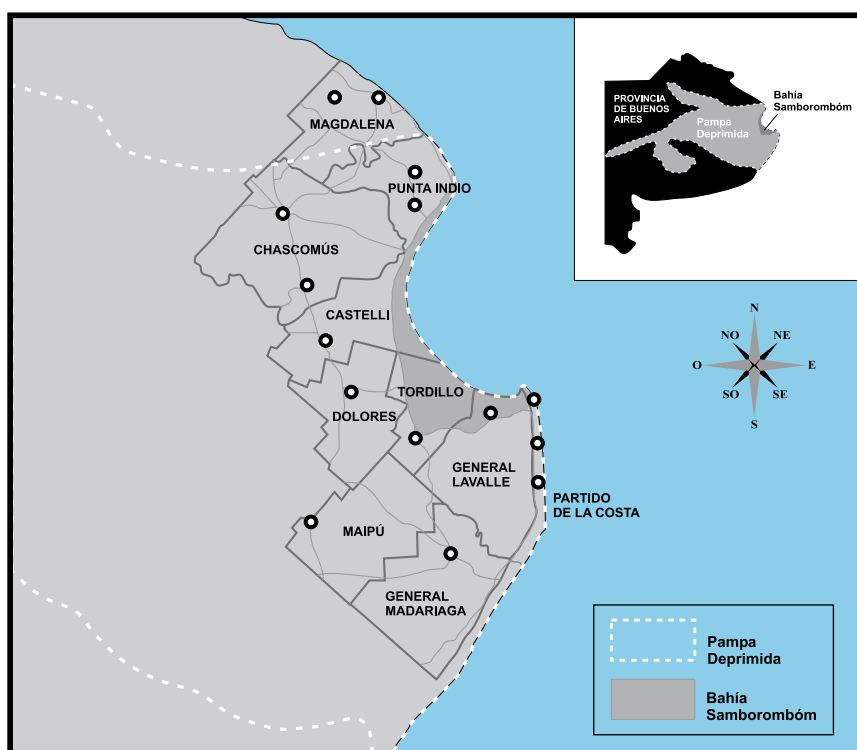 MAGDALENA
PUNTA INDIO
CHASCOMÚS
CASTELLI
TORDILLO
DOLORES
GENERAL
LAVALLE
PARTIDO
DE LA COSTA
MAIPÚ
GENERAL
MADARIAGA
PROVINCIA
DE BUENOS
AIRES
Pampa
Deprimida
Bahía
Samborombóm
N
NO
NE
O
E
SO
SE
S
Pampa
Deprimida
Bahía
Samborombóm